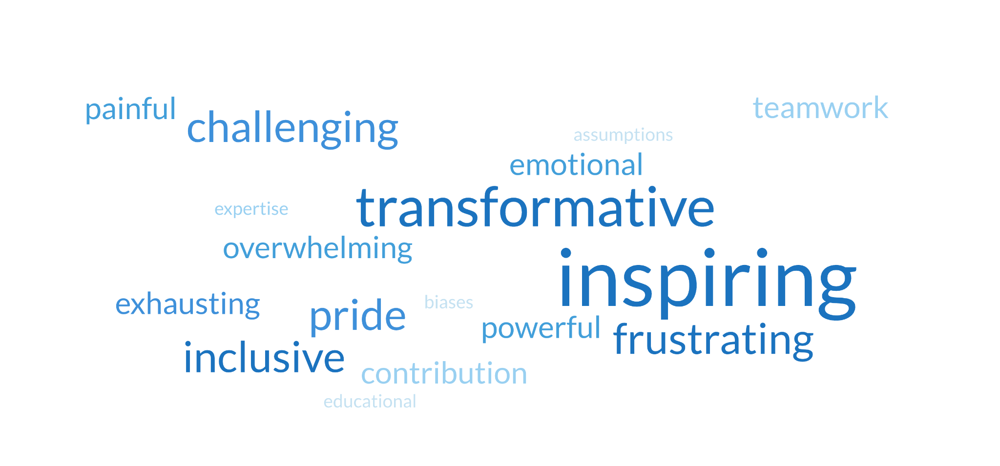 painful
challenging
teamwork
assumptions
emotional
transformative
expertise
overwhelming
inspiring
exhausting
pride
biases
powerful
frustrating
inclusive
contribution
educational